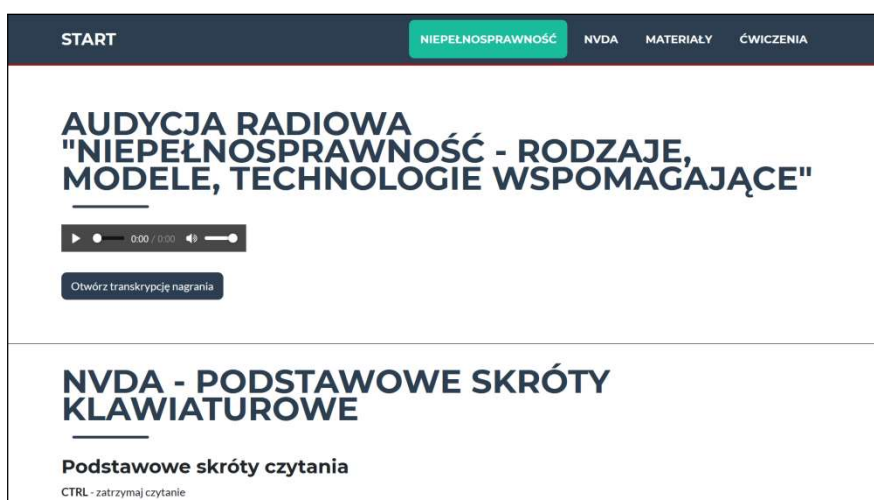 START NIEPEŁNOSPRAWNOŚĆ NVDA MATERIAŁY ĆWICZENIA
AUDYCJA RADIOWA
"NIEPEŁNOSPRAWNOŚĆ - RODZAJE,
MODELE, TECHNOLOGIE WSPOMAGAJĄCE"
0:00 / 0:00
Otwórz transkrypcję nagrania
NVDA - PODSTAWOWE SKRÓTY
KLAWIATUROWE
Podstawowe skróty czytania
CTRL - zatrzymaj czytanie